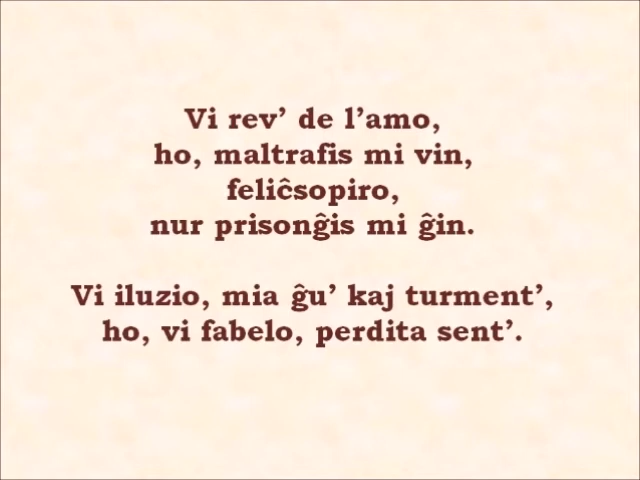 Vi rev’ de l’amo,
ho, maltrafis mi vin,
feliĉsopiro,
nur prisonĝis mi ĝin.
Vi iluzio, mia ĝu’ kaj turment’,
ho, vi fabelo, perdita sent’.